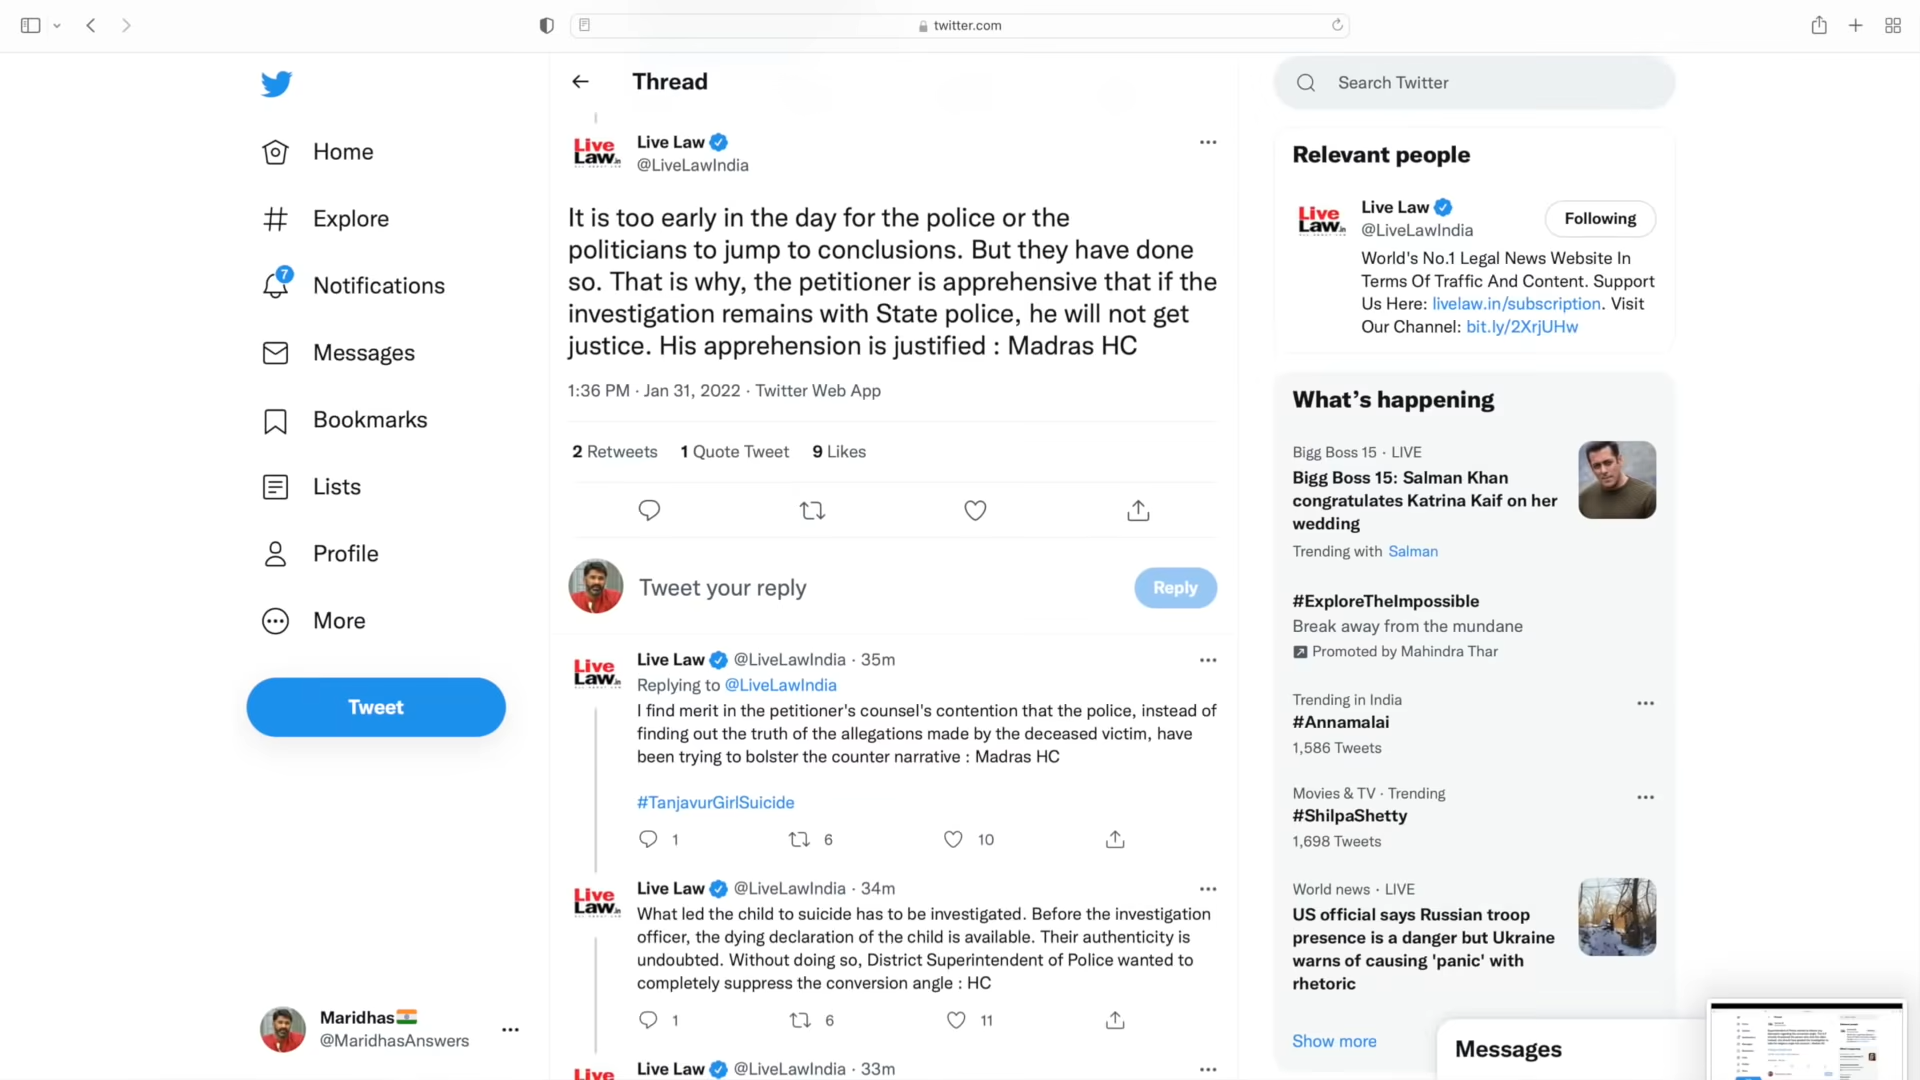 twitter.com
Home
Explore
7
Notifications
Messages
Bookmarks
Lists
Profile
More
Tweet
Maridhas
@MaridhasAnswers
Thread
Live
Law.in
Live Law
@LiveLawIndia
It is too early in the day for the police or the
politicians to jump to conclusions. But they have done
so. That is why, the petitioner is apprehensive that if the
investigation remains with State police, he will not get
justice. His apprehension is justified : Madras HC
1:36 PM · Jan 31, 2022 · Twitter Web App
2 Retweets 1 Quote Tweet 9 Likes
Tweet your reply
Reply
Live
Law.in
Live Law @LiveLawIndia · 35m
Replying to @LiveLawIndia
I find merit in the petitioner's counsel's contention that the police, instead of
finding out the truth of the allegations made by the deceased victim, have
been trying to bolster the counter narrative : Madras HC
#TanjavurGirlSuicide
1 6 10
Live
Law.in
Live Law @LiveLawIndia · 34m
What led the child to suicide has to be investigated. Before the investigation
officer, the dying declaration of the child is available. Their authenticity is
undoubted. Without doing so, District Superintendent of Police wanted to
completely suppress the conversion angle : HC
1 6 11
Live
Live Law @LiveLawIndia · 33m
Search Twitter
Relevant people
Live
Law.in
Live Law
@LiveLawIndia
Following
World's No.1 Legal News Website In
Terms Of Traffic And Content. Support
Us Here: livelaw.in/subscription. Visit
Our Channel: bit.ly/2XrjUHw
What's happening
Bigg Boss 15 · LIVE
Bigg Boss 15: Salman Khan
congratulates Katrina Kaif on her
wedding
Trending with Salman
#ExploreTheImpossible
Break away from the mundane
Promoted by Mahindra Thar
Trending in India
#Annamalai
1,586 Tweets
Movies & TV · Trending
#ShilpaShetty
1,698 Tweets
World news · LIVE
US official says Russian troop
presence is a danger but Ukraine
warns of causing 'panic' with
rhetoric
Show more
Messages